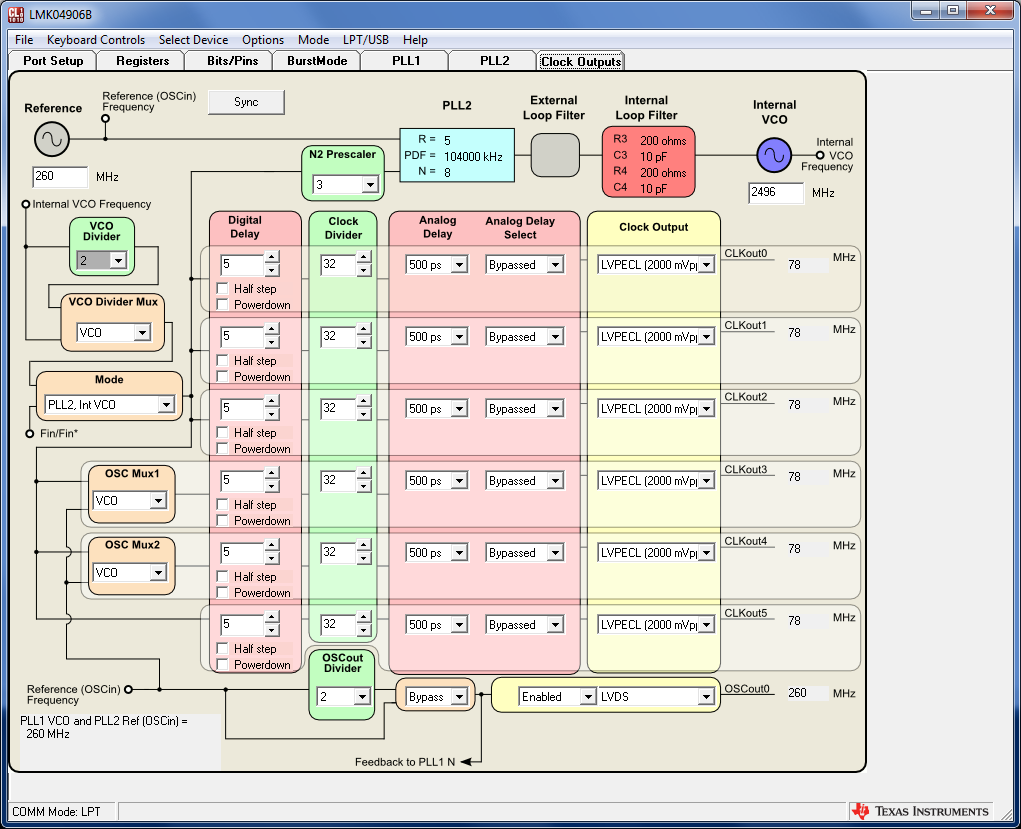 LMK04906B
File Keyboard Controls Select Device Options Mode LPT/USB Help
Port Setup Registers Bits/Pins BurstMode PLL1 PLL2 Clock Outputs
Reference
Reference (OSCin)
Frequency
Sync
PLL2
External
Loop Filter
Internal
Loop Filter
Internal
VCO
R = 5
PDF = 104000 kHz
N = 8
R3 200 ohms
C3 10 pF
R4 200 ohms
C4 10 pF
Internal
VCO
Frequency
260 MHz
N2 Prescaler
3
2496 MHz
Internal VCO Frequency
VCO
Divider
2
VCO Divider Mux
VCO
Mode
PLL2, Int VCO
Fin/Fin*
OSC Mux1
VCO
OSC Mux2
VCO
Digital
Delay
Clock
Divider
Analog
Delay
Analog Delay
Select
Clock Output
5 32 500 ps Bypassed LVPECL (2000 mVp CLKout0 78 MHz
Half step
Powerdown
5 32 500 ps Bypassed LVPECL (2000 mVp CLKout1 78 MHz
Half step
Powerdown
5 32 500 ps Bypassed LVPECL (2000 mVp CLKout2 78 MHz
Half step
Powerdown
5 32 500 ps Bypassed LVPECL (2000 mVp CLKout3 78 MHz
Half step
Powerdown
5 32 500 ps Bypassed LVPECL (2000 mVp CLKout4 78 MHz
Half step
Powerdown
5 32 500 ps Bypassed LVPECL (2000 mVp CLKout5 78 MHz
Half step
Powerdown
OSCout
Divider
2
Reference (OSCin)
Frequency
Bypass Enabled LVDS OSCout0 260 MHz
PLL1 VCO and PLL2 Ref (OSCin) =
260 MHz
Feedback to PLL1 N
COMM Mode: LPT
TEXAS INSTRUMENTS